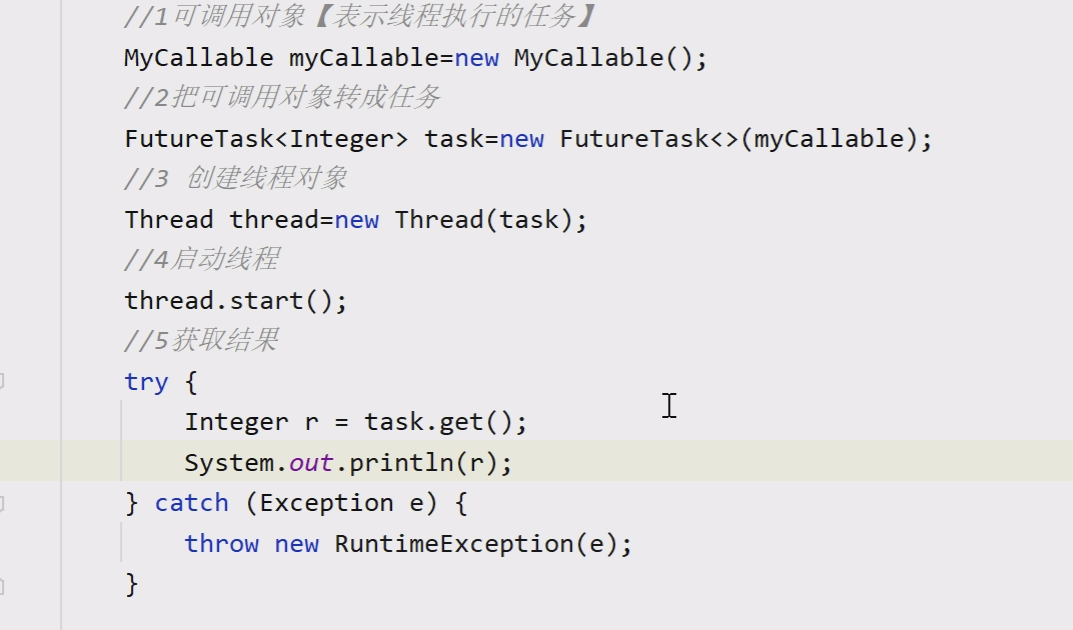 //1可调用对象【表示线程执行的任务】
MyCallable myCallable=new MyCallable();
//2把可调用对象转成任务
FutureTask<Integer> task=new FutureTask<>(myCallable);
//3 创建线程对象
Thread thread=new Thread(task);
//4启动线程
thread.start();
//5获取结果
try {
Integer r = task.get();
System.out.println(r);
} catch (Exception e) {
throw new RuntimeException(e);
}